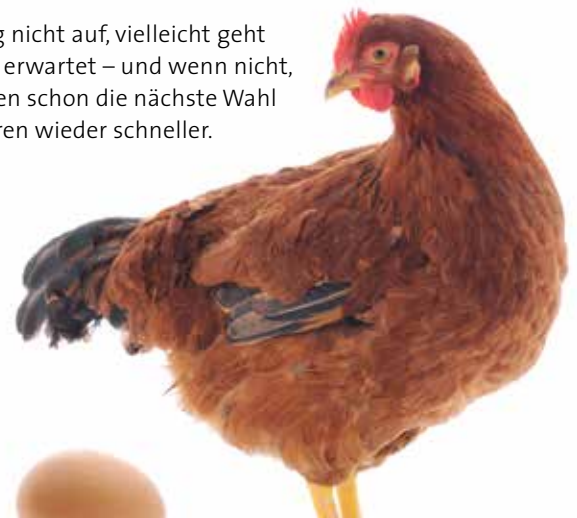 g nicht auf, vielleicht geht
erwartet – und wenn nicht,
en schon die nächste Wahl
ren wieder schneller.